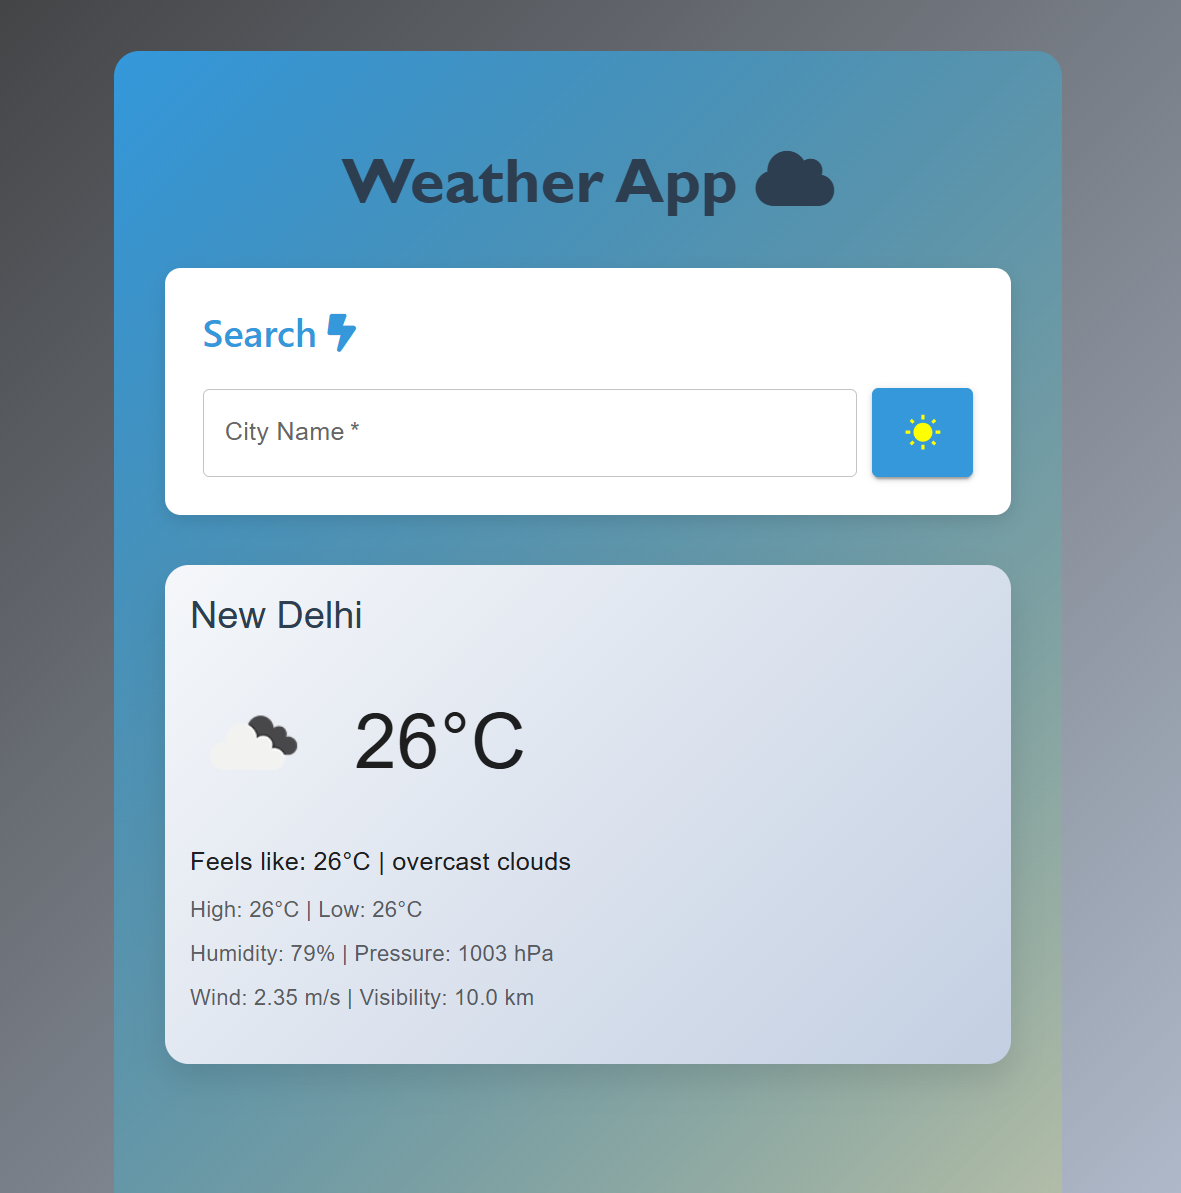 Weather App
Search
City Name *
New Delhi
26°C
Feels like: 26°C | overcast clouds
High: 26°C | Low: 26°C
Humidity: 79% | Pressure: 1003 hPa
Wind: 2.35 m/s | Visibility: 10.0 km